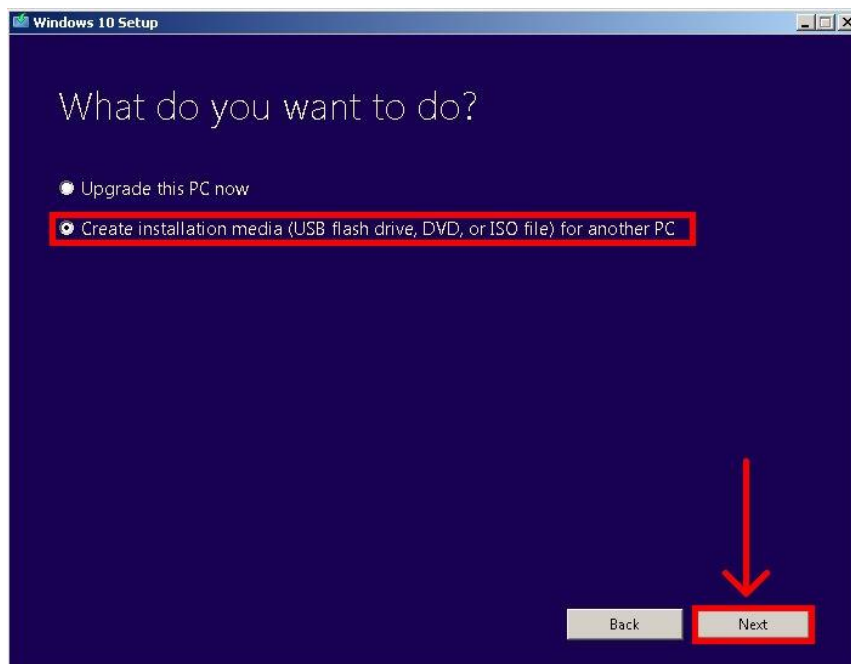 Windows 10 Setup
What do you want to do?
Upgrade this PC now
Create installation media (USB flash drive, DVD, or ISO file) for another PC
Back
Next